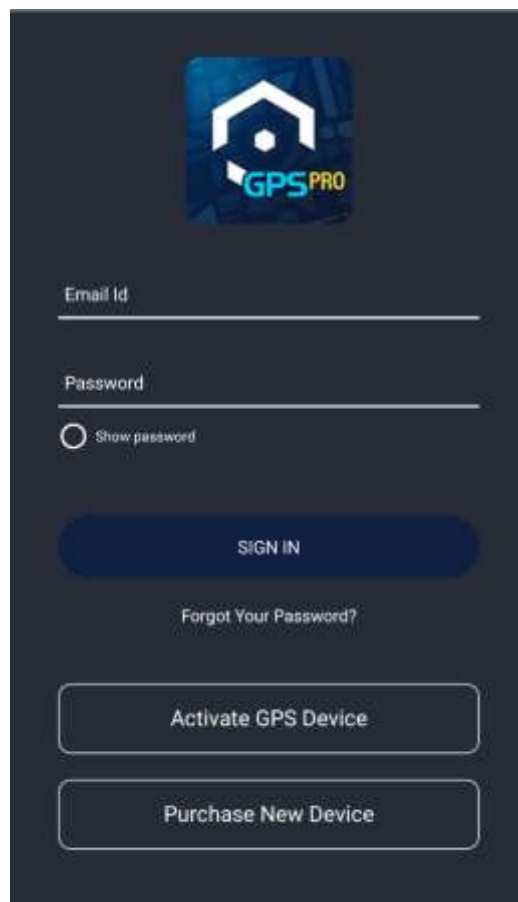 GPS PRO
Email Id
Password
Show password
SIGN IN
Forgot Your Password?
Activate GPS Device
Purchase New Device